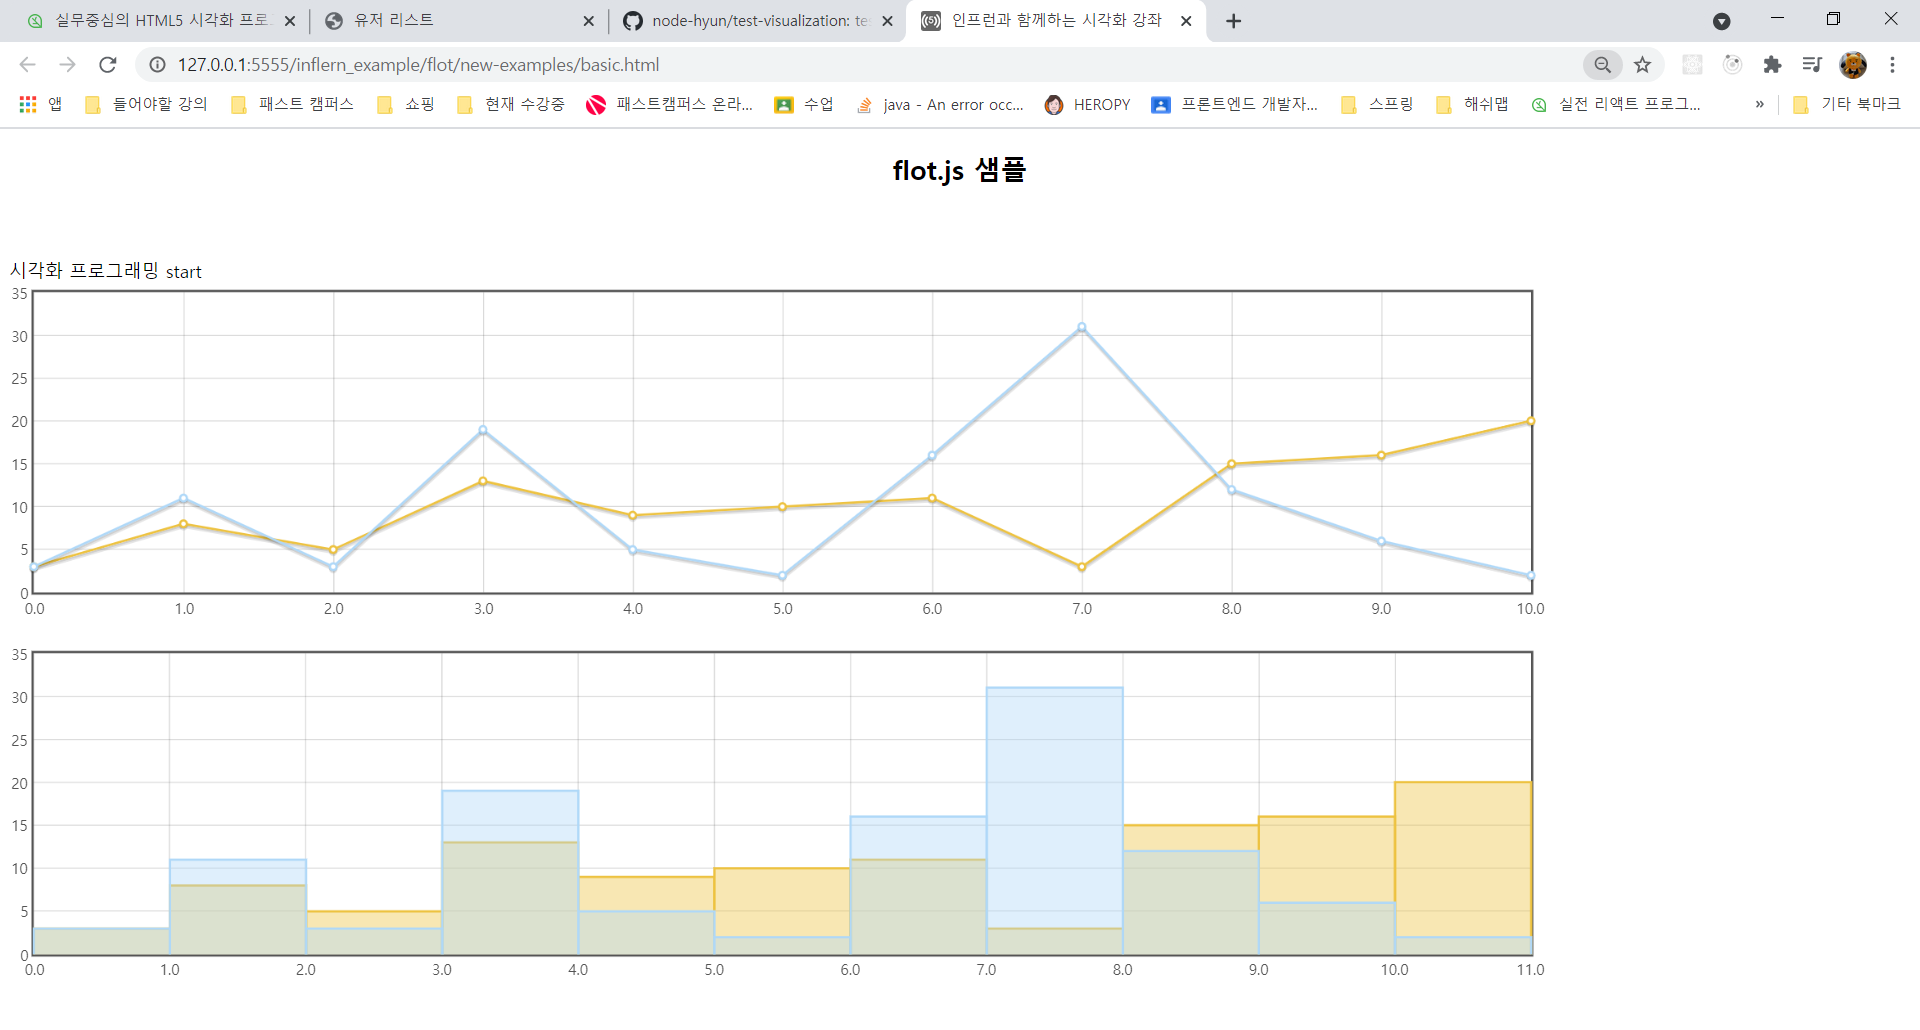 실무중심의 HTML5 시각화 프로
유저 리스트
node-hyun/test-visualization: te
인프런과 함께하는 시각화 강좌
127.0.0.1:5555/inflern_example/flot/new-examples/basic.html
앱 들어야할 강의 패스트 캠퍼스 쇼핑 현재 수강중 패스트캠퍼스 온라... 수업 java - An error occ... HEROPY 프론트엔드 개발자... 스프링 해쉬맵 실전 리액트 프로그... » 기타 북마크
flot.js 샘플
시각화 프로그래밍 start
35
30
25
20
15
10
5
0
0.0 1.0 2.0 3.0 4.0 5.0 6.0 7.0 8.0 9.0 10.0
35
30
25
20
15
10
5
0
0.0 1.0 2.0 3.0 4.0 5.0 6.0 7.0 8.0 9.0 10.0 11.0